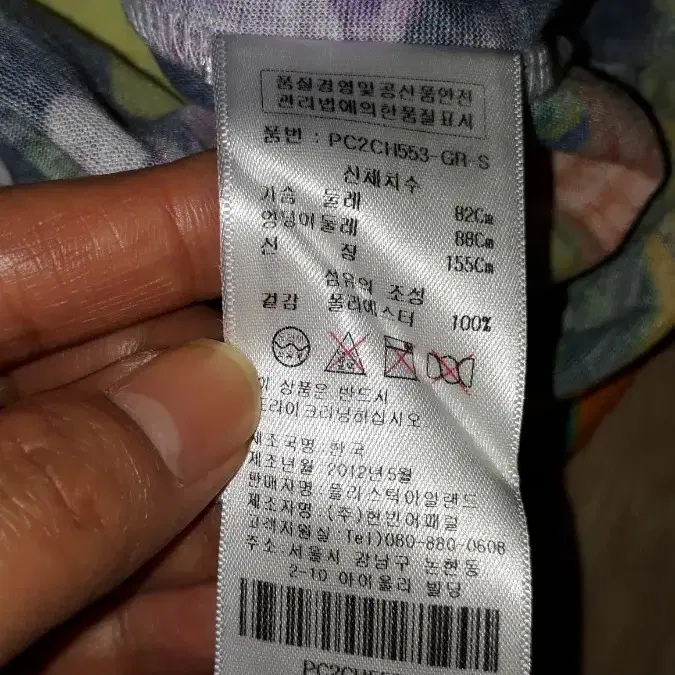 품질경영및공산품안전
관리법에의한품질표시
품번 : PC2CH553-GR-S
신체치수
가슴 둘레 82Cm
엉덩이둘레 88Cm
신 장 155Cm
섬유의 조성
겉감 폴리에스터 100%
이 상품은 반드시
드라이크리닝하십시오
제조국명 : 한국
제조년월 2012년5월
판매자명 : 플라스틱아일랜드
제조자명 : (주)현빈어패럴
고객지원실 Tel)080-880-0608
주소 : 서울시 강남구 논현동
2-10 아이올리 빌딩